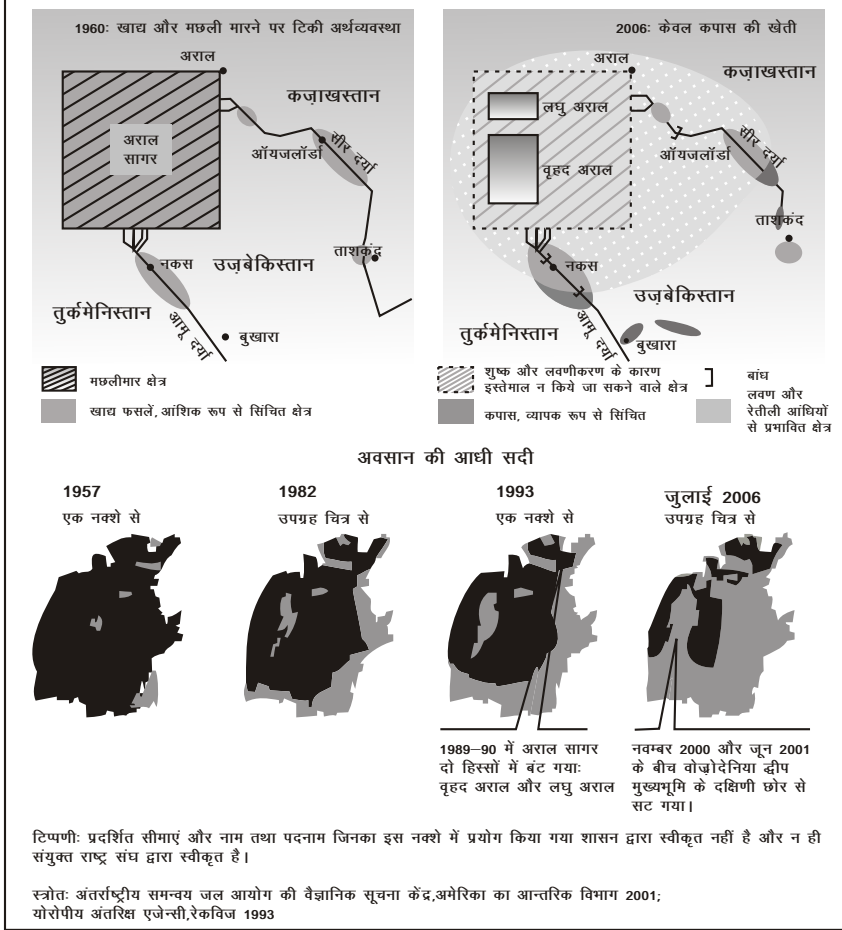 1960: खाद्य और मछली मारने पर टिकी अर्थव्यवस्था
अराल
कज़ाखस्तान
अराल
सागर
ऑयजलॉर्डा
सीर दर्या
ताशकंद
नकस
उज़बेकिस्तान
तुर्कमेनिस्तान
आमू दर्या
बुखारा
मछलीमार क्षेत्र
खाद्य फसलें, आंशिक रूप से सिंचित क्षेत्र
2006: केवल कपास की खेती
अराल
कज़ाखस्तान
लघु अराल
ऑयजलॉर्डा
सीर दर्या
वृहद अराल
ताशकंद
नकस
उज़बेकिस्तान
तुर्कमेनिस्तान
आमू दर्या
बुखारा
शुष्क और लवणीकरण के कारण
इस्तेमाल न किये जा सकने वाले क्षेत्र
कपास, व्यापक रूप से सिंचित
बांध
लवण और
रेतीली आंधियों
से प्रभावित क्षेत्र
अवसान की आधी सदी
1957
एक नक्शे से
1982
उपग्रह चित्र से
1993
एक नक्शे से
जुलाई 2006
उपग्रह चित्र से
1989–90 में अराल सागर
दो हिस्सों में बंट गयाः
वृहद अराल और लघु अराल
नवम्बर 2000 और जून 2001
के बीच वोज़ोदेनिया द्वीप
मुख्यभूमि के दक्षिणी छोर से
सट गया।
टिप्पणीः प्रदर्शित सीमाएं और नाम तथा पदनाम जिनका इस नक्शे में प्रयोग किया गया शासन द्वारा स्वीकृत नहीं है और न ही
संयुक्त राष्ट्र संघ द्वारा स्वीकृत है।
स्त्रोतः अंतर्राष्ट्रीय समन्वय जल आयोग की वैज्ञानिक सूचना केंद्र,अमेरिका का आन्तरिक विभाग 2001;
योरोपीय अंतरिक्ष एजेन्सी,रेकविज 1993